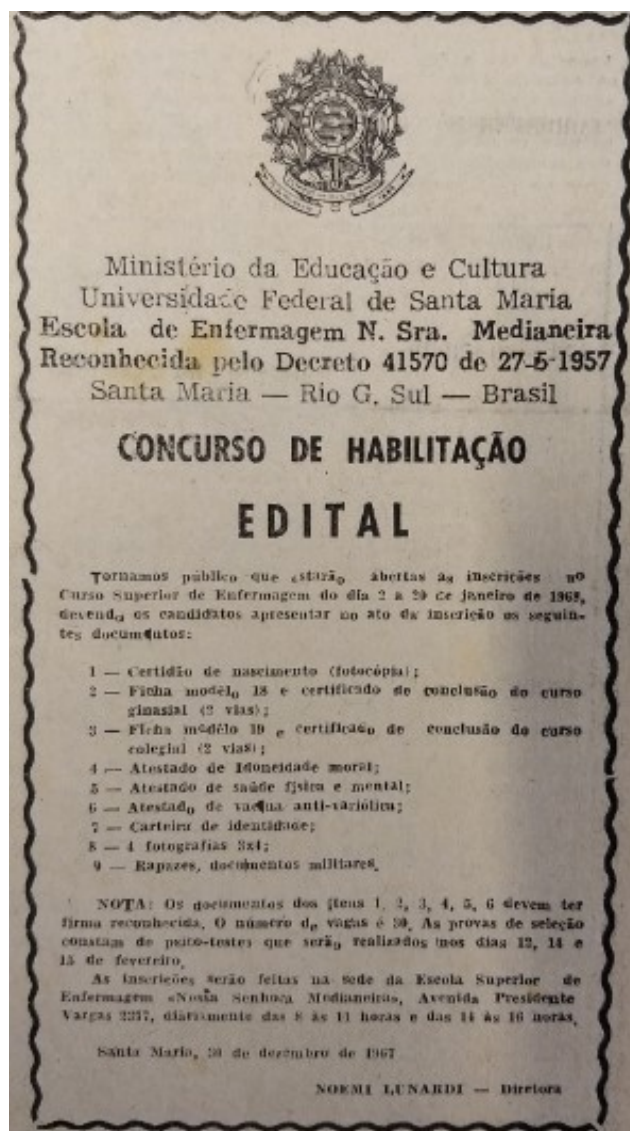 Ministério da Educação e Cultura
Universidade Federal de Santa Maria
Escola de Enfermagem N. Sra. Medianeira
Reconhecida pelo Decreto 41570 de 27-5-1957
Santa Maria — Rio G. Sul — Brasil
CONCURSO DE HABILITAÇÃO
EDITAL
Tornamos público que estarão abertas as inscrições no
Curso Superior de Enfermagem do dia 2 a 20 de janeiro de
devendo os candidatos apresentar no ato da inscrição os seguin-
tes documentos:
1 — Certidão de nascimento (fotocópia);
2 — Ficha modêlo 18 e certificado de conclusão do curso
ginasial (2 vias);
3 — Ficha modêlo 19 e certificado de conclusão do curso
colegial (2 vias);
4 — Atestado de Idoneidade moral;
5 — Atestado de saúde física e mental;
6 — Atestado de vacina anti-variólica;
7 — Carteira de identidade;
8 — 4 fotografias 3x4;
9 — Rapazes, documentos militares.
NOTA: Os documentos dos ítens 1, 2, 3, 4, 5, 6 devem ter
firma reconhecida. O número de vagas é 30. As provas de seleção
constam de psico-testes que serão realizados nos dias 12, 14 e
15 de fevereiro.
As inscrições serão feitas na sede da Escola Superior de
Enfermagem «Nossa Senhora Medianeira», Avenida Presidente
Vargas diàriamente das 8 às 11 horas e das 14 às 16 horas.
Santa Maria, 30 de dezembro de 1967
NOEMI LUNARDI — Diretora